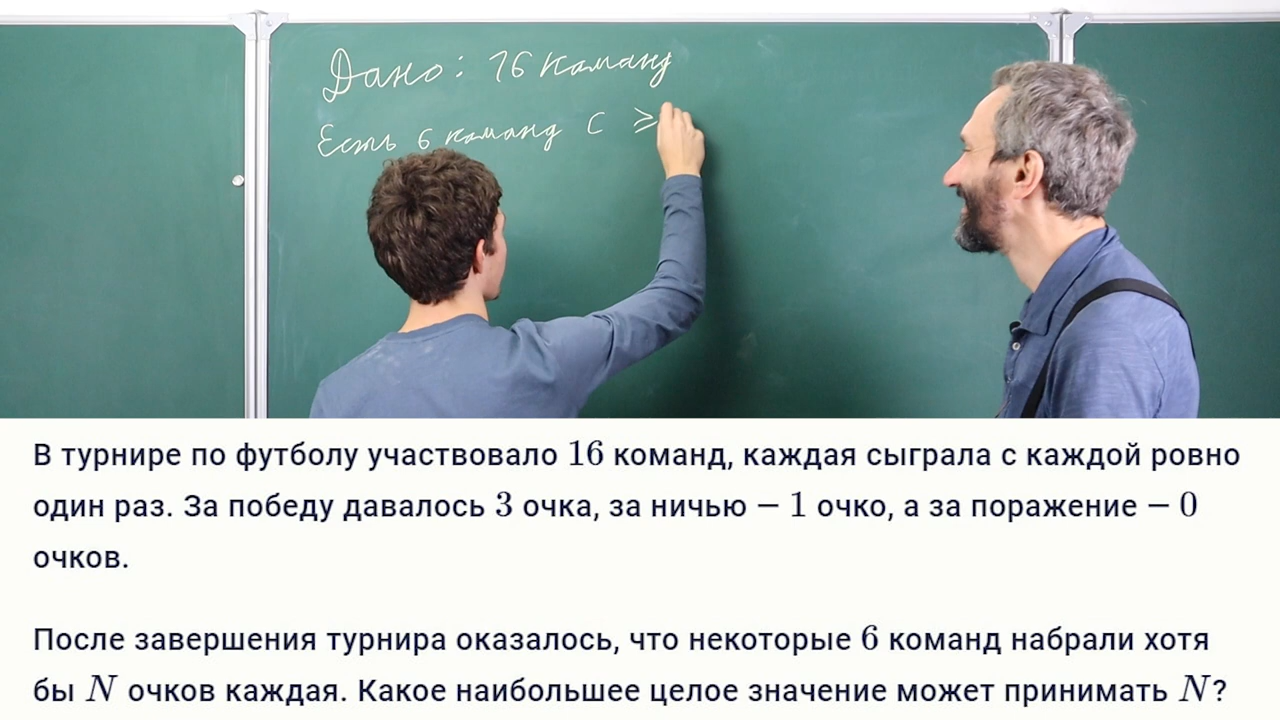 Дано: 16 команд
Есть 6 команд с ≥
В турнире по футболу участвовало 16 команд, каждая сыграла с каждой ровно
один раз. За победу давалось 3 очка, за ничью — 1 очко, а за поражение — 0
очков.
После завершения турнира оказалось, что некоторые 6 команд набрали хотя
бы N очков каждая. Какое наибольшее целое значение может принимать N?